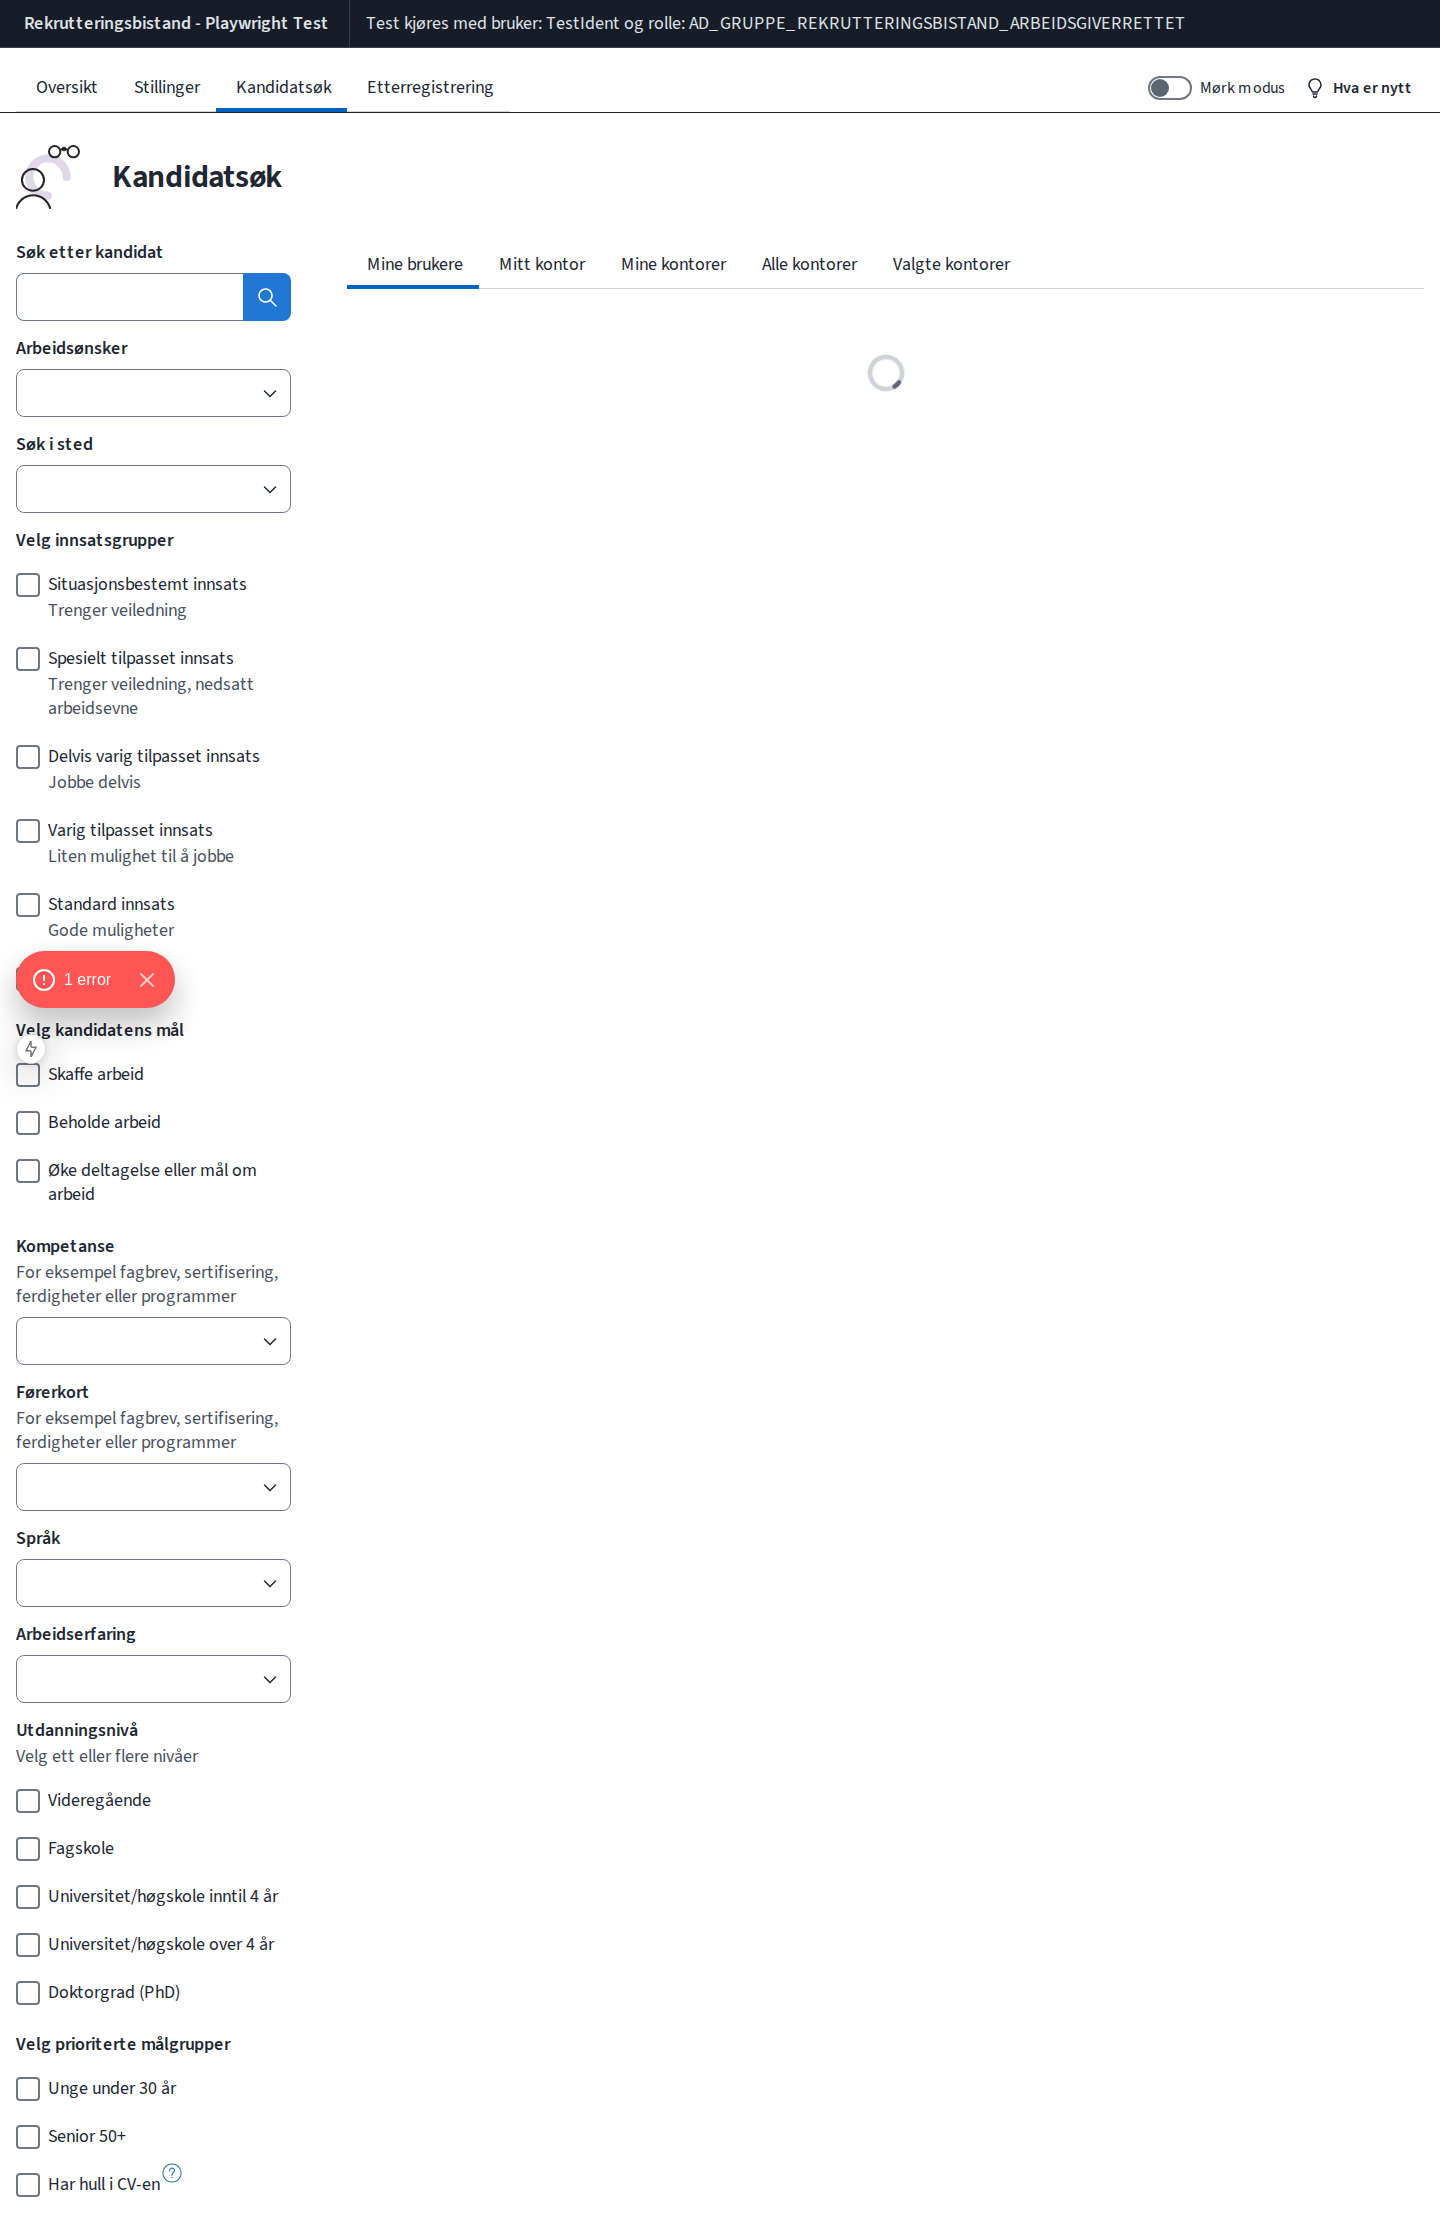 Rekrutteringsbistand - Playwright Test
Test kjøres med bruker: TestIdent og rolle: AD_GRUPPE_REKRUTTERINGSBISTAND_ARBEIDSGIVERRETTET
Oversikt
Stillinger
Kandidatsøk
Etterregistrering
Mørk modus
Hva er nytt
Kandidatsøk
Søk etter kandidat
Mine brukere
Mitt kontor
Mine kontorer
Alle kontorer
Valgte kontorer
Arbeidsønsker
Søk i sted
Velg innsatsgrupper
Situasjonsbestemt innsats
Trenger veiledning
Spesielt tilpasset innsats
Trenger veiledning, nedsatt
arbeidsevne
Delvis varig tilpasset innsats
Jobbe delvis
Varig tilpasset innsats
Liten mulighet til å jobbe
Standard innsats
Gode muligheter
1 error
Velg kandidatens mål
Skaffe arbeid
Beholde arbeid
Øke deltagelse eller mål om
arbeid
Kompetanse
For eksempel fagbrev, sertifisering,
ferdigheter eller programmer
Førerkort
For eksempel fagbrev, sertifisering,
ferdigheter eller programmer
Språk
Arbeidserfaring
Utdanningsnivå
Velg ett eller flere nivåer
Videregående
Fagskole
Universitet/høgskole inntil 4 år
Universitet/høgskole over 4 år
Doktorgrad (PhD)
Velg prioriterte målgrupper
Unge under 30 år
Senior 50+
Har hull i CV-en